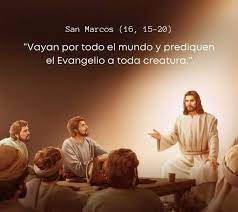 San Marcos (16, 15-20)
"Vayan por todo el mundo y prediquen
el Evangelio a toda creatura.".